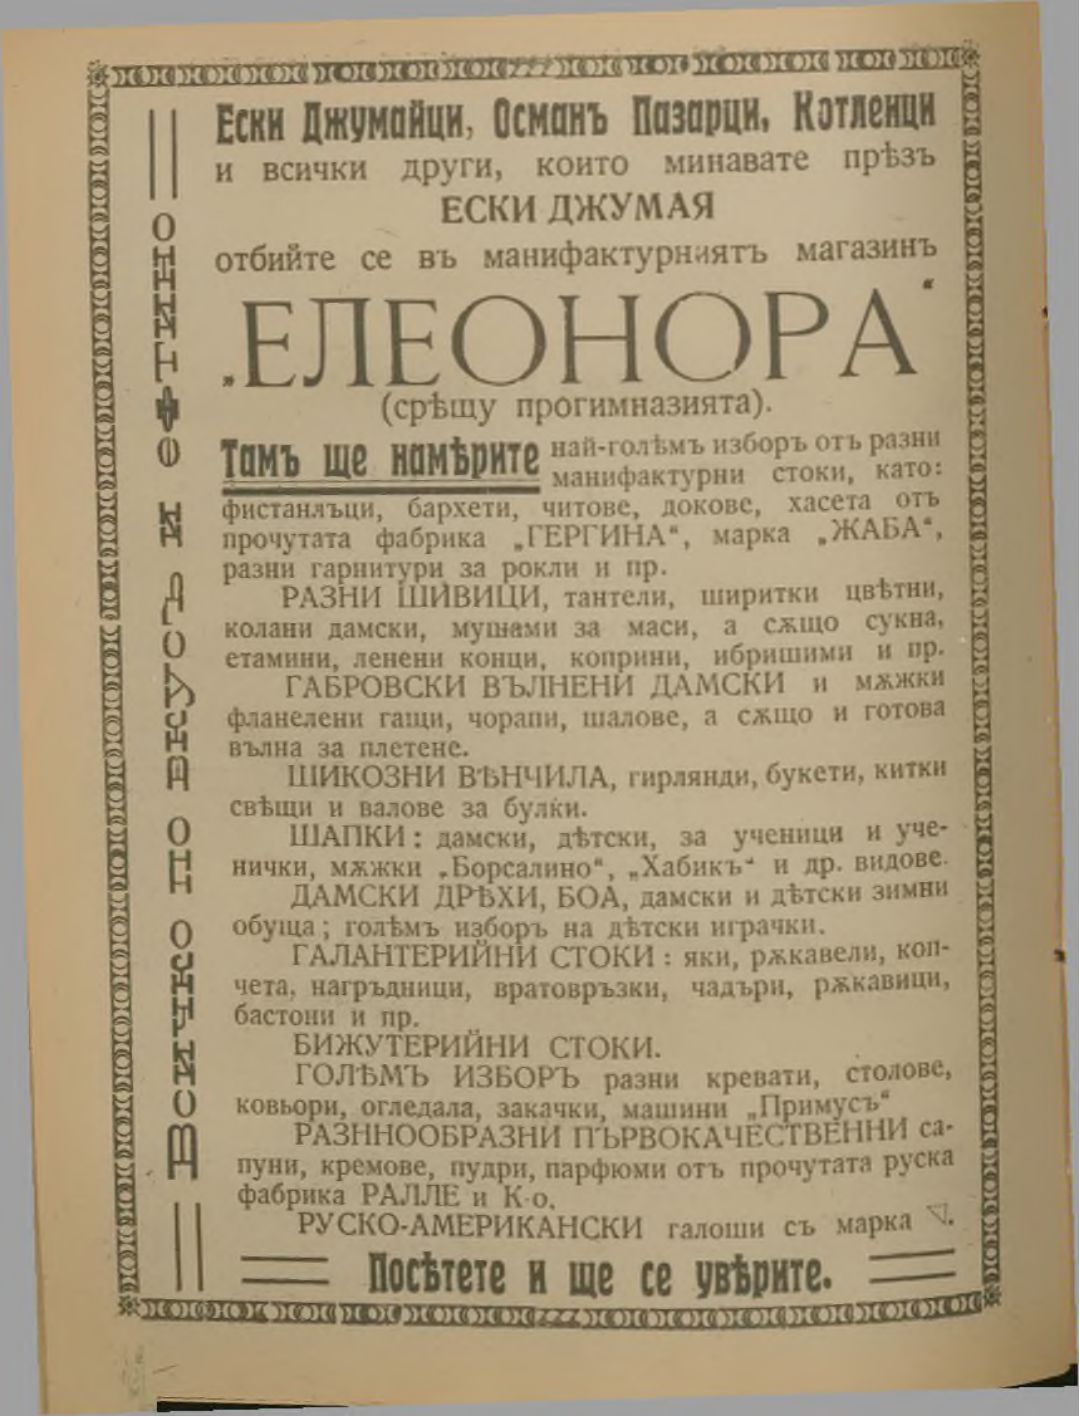 Ески Джумайци, Османъ Пазарци, Котленци
и всички други, които минавате прѣзъ
ЕСКИ ДЖУМАЯ
отбийте се въ манифактурниятъ магазинъ
„ЕЛЕОНОРА“
(срѣщу прогимназията).
Тамъ ще намѣрите най-голѣмъ изборъ отъ разни
манифактурни стоки, като:
фистанлъци, бархети, читове, докове, хасета отъ
прочутата фабрика „ГЕРГИНА“, марка „ЖАБА“,
разни гарнитури за рокли и пр.
РАЗНИ ШИВИЦИ, тантели, ширитки цвѣтни,
колани дамски, мушами за маси, а сѫщо сукна,
етамини, ленени конци, коприни, ибришими и пр.
ГАБРОВСКИ ВЪЛНЕНИ ДАМСКИ и мѫжки
фланелени гащи, чорапи, шалове, а сѫщо и готова
вълна за плетене.
ШИКОЗНИ ВѢНЧИЛА, гирлянди, букети, китки
свѣщи и валове за булки.
ШАПКИ: дамски, дѣтски, за ученици и уче-
нички, мѫжки „Борсалино“, „Хабикъ“ и др. видове.
ДАМСКИ ДРѢХИ, БОА, дамски и дѣтски зимни
обуща; голѣмъ изборъ на дѣтски играчки.
ГАЛАНТЕРИЙНИ СТОКИ: яки, рѫкавели, коп-
чета, нагръдници, вратовръзки, чадъри, рѫкавици,
бастони и пр.
БИЖУТЕРИЙНИ СТОКИ.
ГОЛѢМЪ ИЗБОРЪ разни кревати, столове,
ковьори, огледала, закачки, машини „Примусъ“
РАЗННООБРАЗНИ ПЪРВОКАЧЕСТВЕННИ са-
пуни, кремове, пудри, парфюми отъ прочутата руска
фабрика РАЛЛЕ и К-о.
РУСКО-АМЕРИКАНСКИ галоши съ марка ▽.
Посѣтете и ще се увѣрите.
Всичко по доста ефтини и доброкачествени